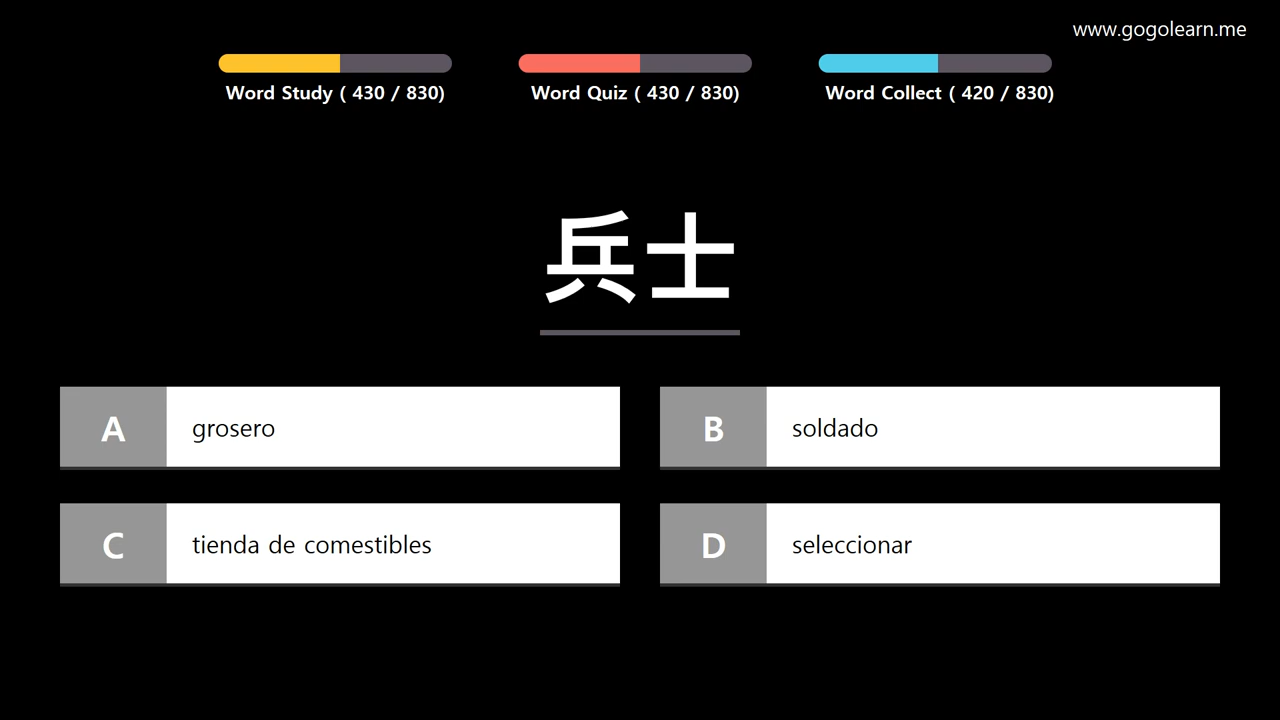 www.gogolearn.me
Word Study ( 430 / 830)
Word Quiz ( 430 / 830)
Word Collect ( 420 / 830)
兵士
A grosero
B soldado
C tienda de comestibles
D seleccionar